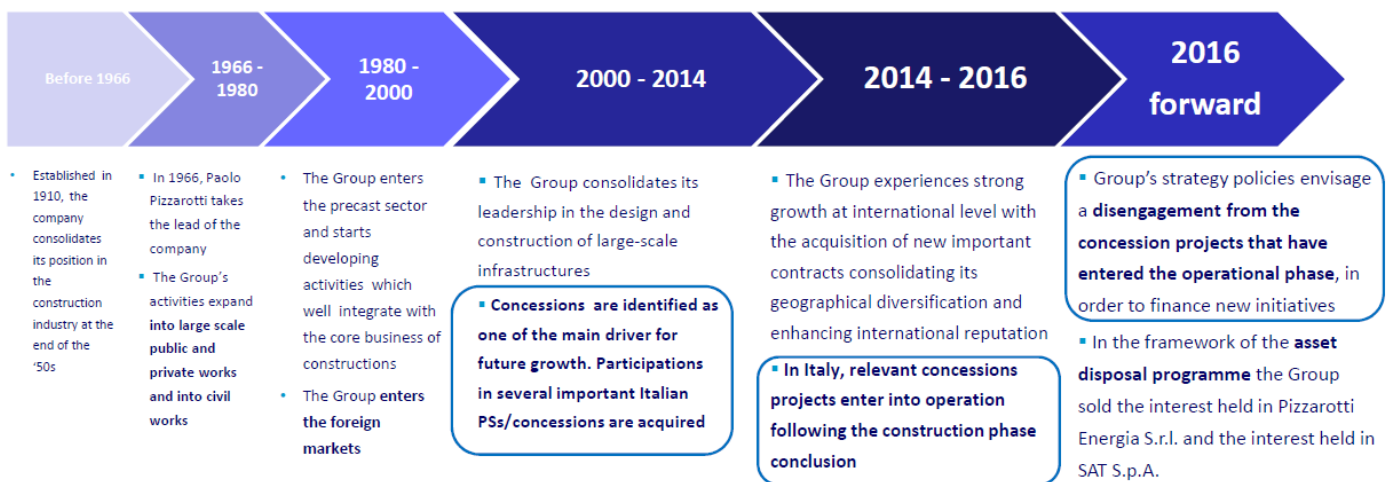 Before 1966
1966 -
1980
1980 -
2000
2000 - 2014
2014 - 2016
2016
forward
• Established in
1910, the
company
consolidates
its position in
the
construction
industry at the
end of the
'50s
▪ In 1966, Paolo
Pizzarotti takes
the lead of the
company
▪ The Group's
activities expand
into large scale
public and
private works
and into civil
works
• The Group enters
the precast sector
and starts
developing
activities which
well integrate with
the core business of
constructions
• The Group enters
the foreign
markets
▪ The Group consolidates its
leadership in the design and
construction of large-scale
infrastructures
▪ Concessions are identified as
one of the main driver for
future growth. Participations
in several important Italian
PSs/concessions are acquired
▪ The Group experiences strong
growth at international level with
the acquisition of new important
contracts consolidating its
geographical diversification and
enhancing international reputation
▪ In Italy, relevant concessions
projects enter into operation
following the construction phase
conclusion
▪ Group's strategy policies envisage
a disengagement from the
concession projects that have
entered the operational phase, in
order to finance new initiatives
▪ In the framework of the asset
disposal programme the Group
sold the interest held in Pizzarotti
Energia S.r.l. and the interest held in
SAT S.p.A.